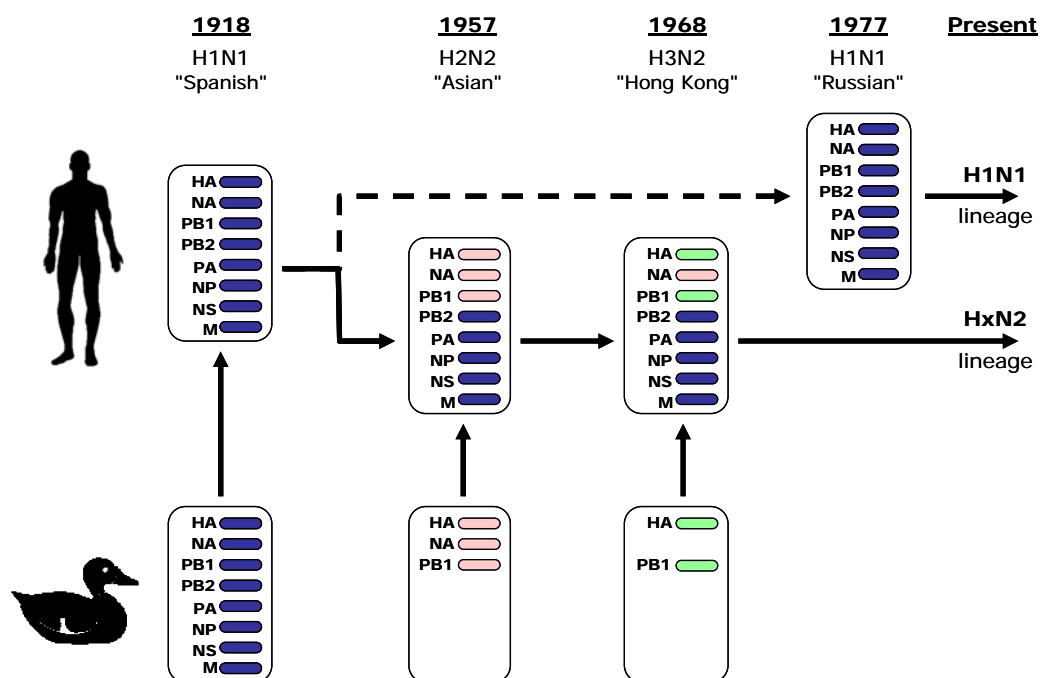 1918
H1N1
"Spanish"
1957
H2N2
"Asian"
1968
H3N2
"Hong Kong"
1977
H1N1
"Russian"
Present
HA
NA
PB1
PB2
PA
NP
NS
M
HA
NA
PB1
PB2
PA
NP
NS
M
HA
NA
PB1
PB2
PA
NP
NS
M
HA
NA
PB1
PB2
PA
NP
NS
M
H1N1
lineage
HxN2
lineage
HA
NA
PB1
PB2
PA
NP
NS
M
HA
NA
PB1
HA
PB1